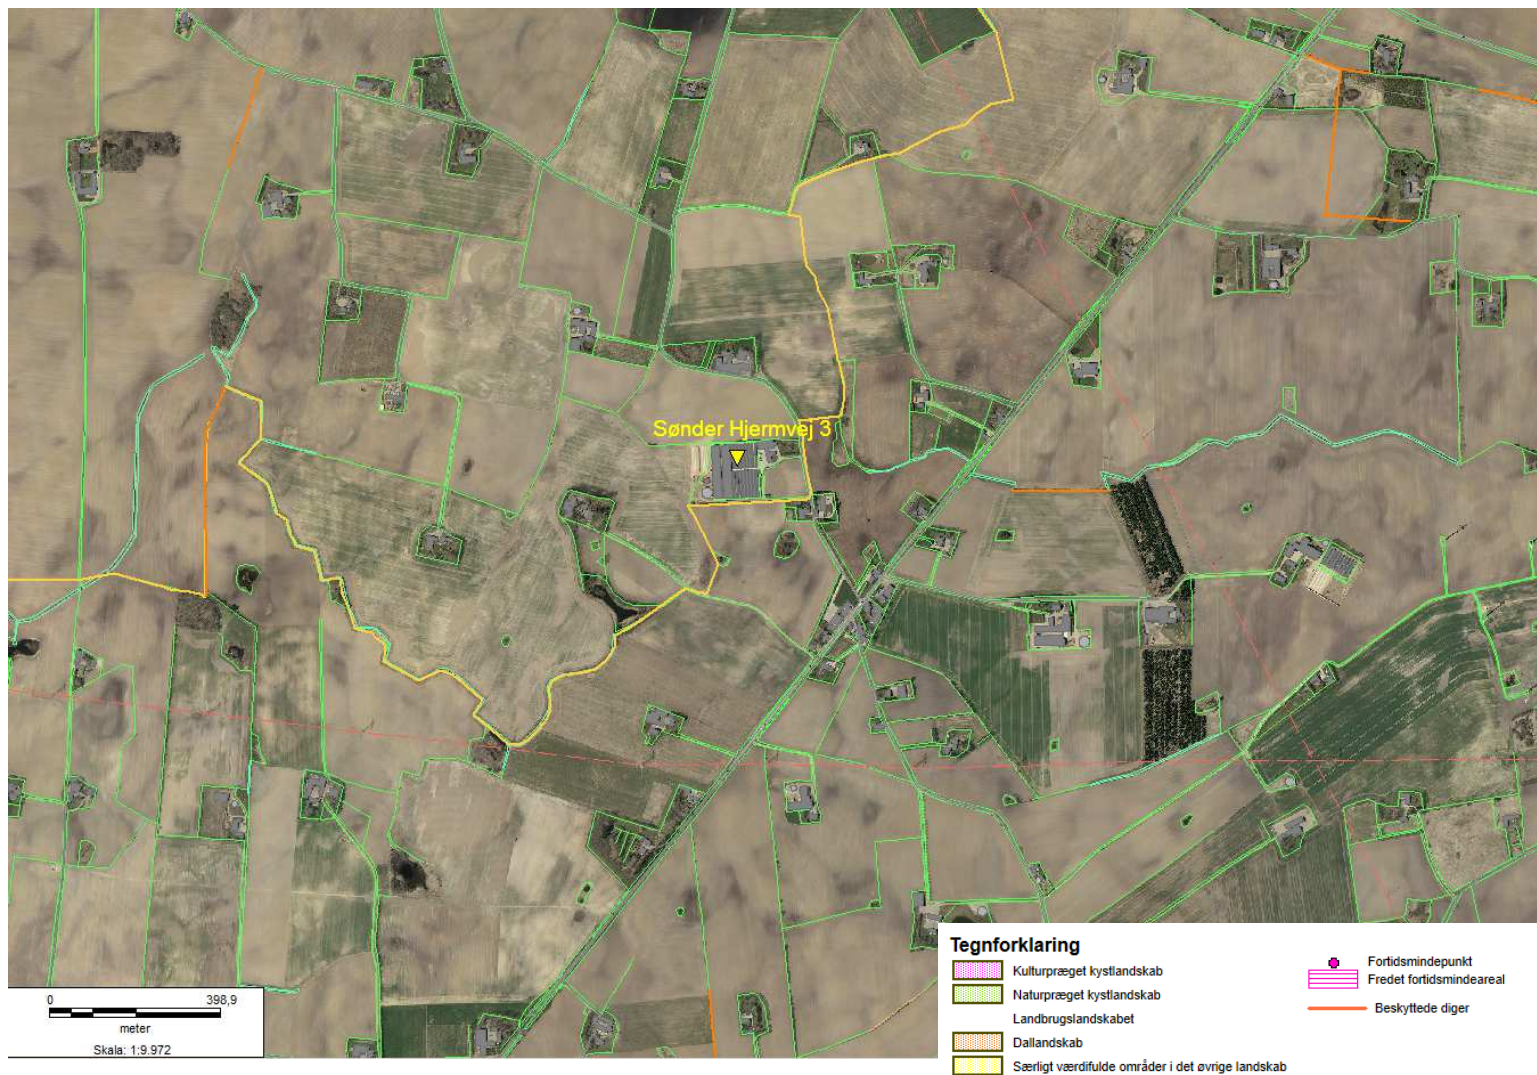 Sønder Hjermvej 3
Tegnforklaring
Kulturpræget kystlandskab
Naturpræget kystlandskab
Landbrugslandskabet
Dallandskab
Særligt værdifulde områder i det øvrige landskab
Fortidsmindepunkt
Fredet fortidsmindeareal
Beskyttede diger
0 398,9
meter
Skala: 1:9.972